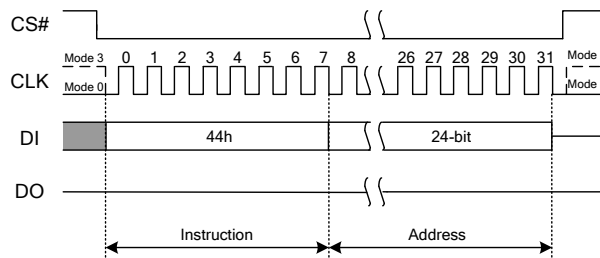 CS#
Mode 3 0 1 2 3 4 5 6 7 8 26 27 28 29 30 31 Mode
CLK
Mode 0 Mode
DI 44h 24-bit
DO
Instruction Address